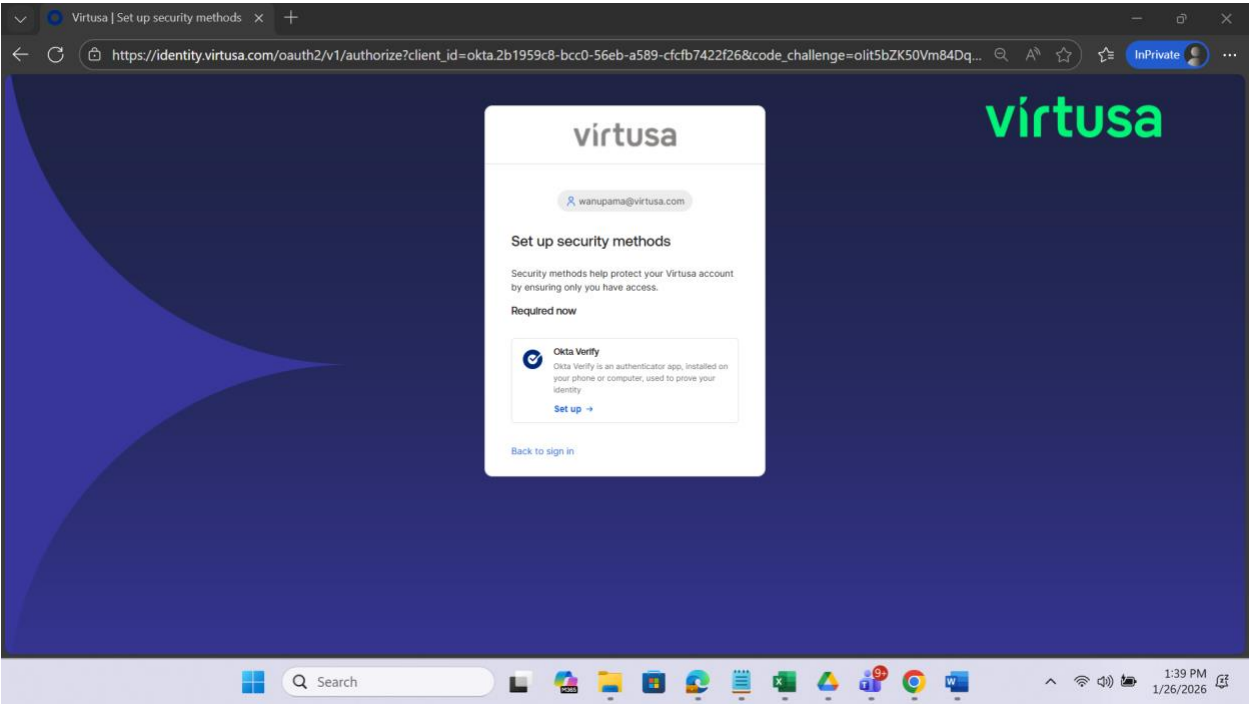 Virtusa | Set up security methods
https://identity.virtusa.com/oauth2/v1/authorize?client_id=okta.2b1959c8-bcc0-56eb-a589-cfcfb7422f26&code_challenge=oIit5bZK50Vm84Dq...
InPrivate
virtusa
virtusa
wanupama@virtusa.com
Set up security methods
Security methods help protect your Virtusa account
by ensuring only you have access.
Required now
Okta Verify
Okta Verify is an authenticator app, installed on
your phone or computer, used to prove your
identity
Set up →
Back to sign in
Search
M365
9+
1:39 PM
1/26/2026